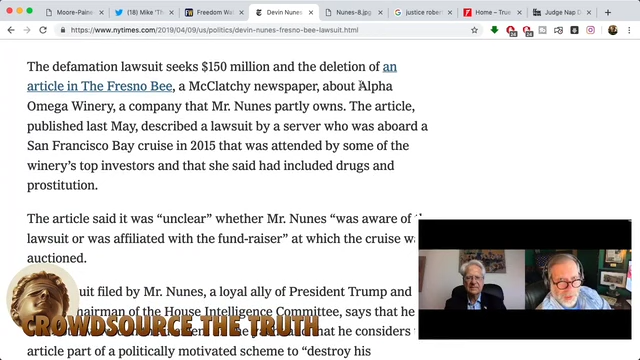 Moore-Paine-
(18) Mike 'Th
Freedom Wat
Devin Nunes
Nunes-8.jpg
justice rober
Home – True
Judge Nap D
https://www.nytimes.com/2019/04/09/us/politics/devin-nunes-fresno-bee-lawsuit.html
The defamation lawsuit seeks $150 million and the deletion of an
article in The Fresno Bee, a McClatchy newspaper, about Alpha
Omega Winery, a company that Mr. Nunes partly owns. The article,
published last May, described a lawsuit by a server who was aboard a
San Francisco Bay cruise in 2015 that was attended by some of the
winery's top investors and that she said had included drugs and
prostitution.
The article said it was “unclear” whether Mr. Nunes “was aware of
lawsuit or was affiliated with the fund-raiser” at which the cruise
auctioned.
filed by Mr. Nunes, a loyal ally of President Trump and
of the House Intelligence Committee, says that he
that he considers
article part of a politically motivated scheme to “destroy his
CROWDSOURCE THE TRUTH